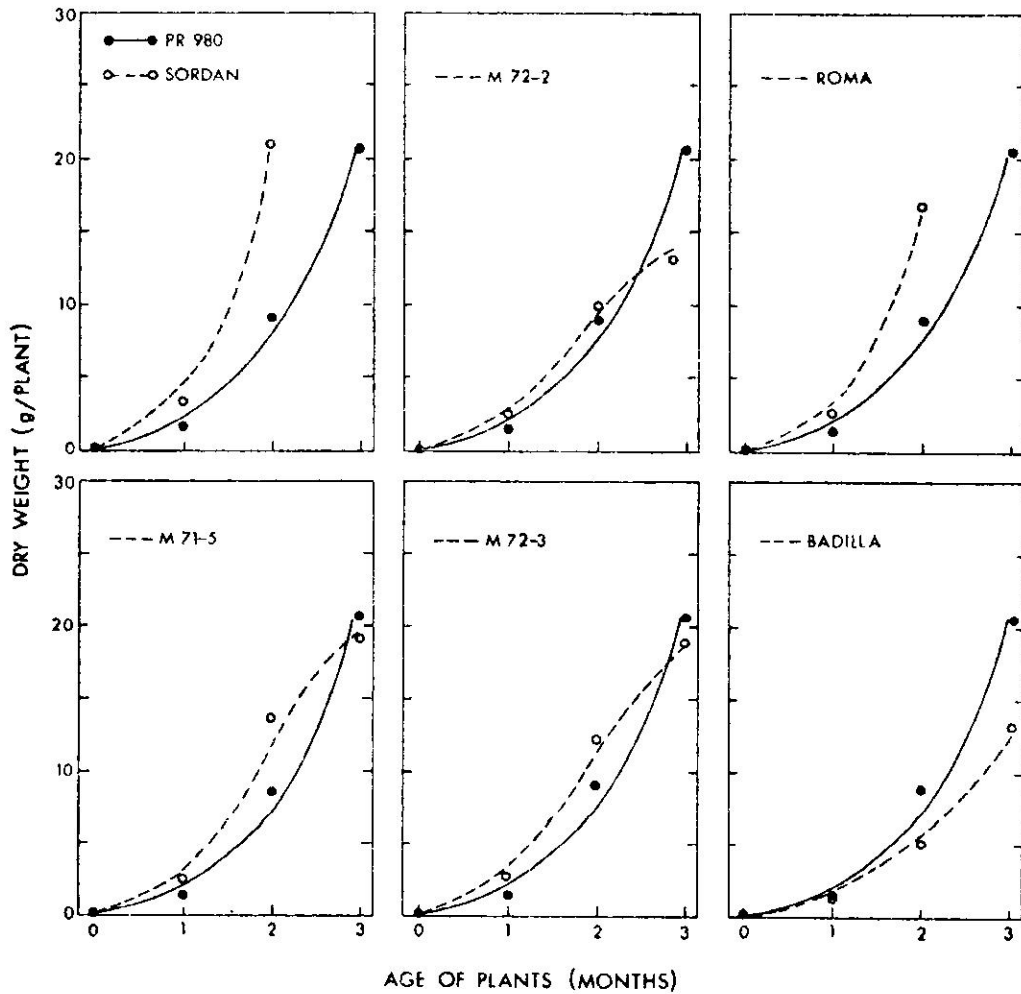 30
20
10
0
PR 980
SORDAN
M 72-2
ROMA
30
20
10
0
M 71-5
M 72-3
BADILLA
0 1 2 3
0 1 2 3
0 1 2 3
DRY WEIGHT (g/PLANT)
AGE OF PLANTS (MONTHS)